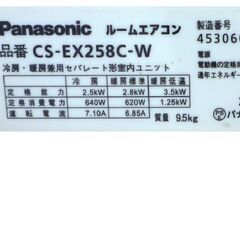 Panasonic ルームエアコン
品番 CS-EX258C-W
冷房・暖房兼用セパレート形室内ユニット
冷房 暖房 暖房低温
定格能力 2.5kW 2.8kW 3.5kW
定格消費電力 640W 620W 1.25kW
運転電流 7.10A 6.85A
質量 9.5kg
製造番号
45306
電源
電動機の定格消
通年エネルギー
PS
パナ